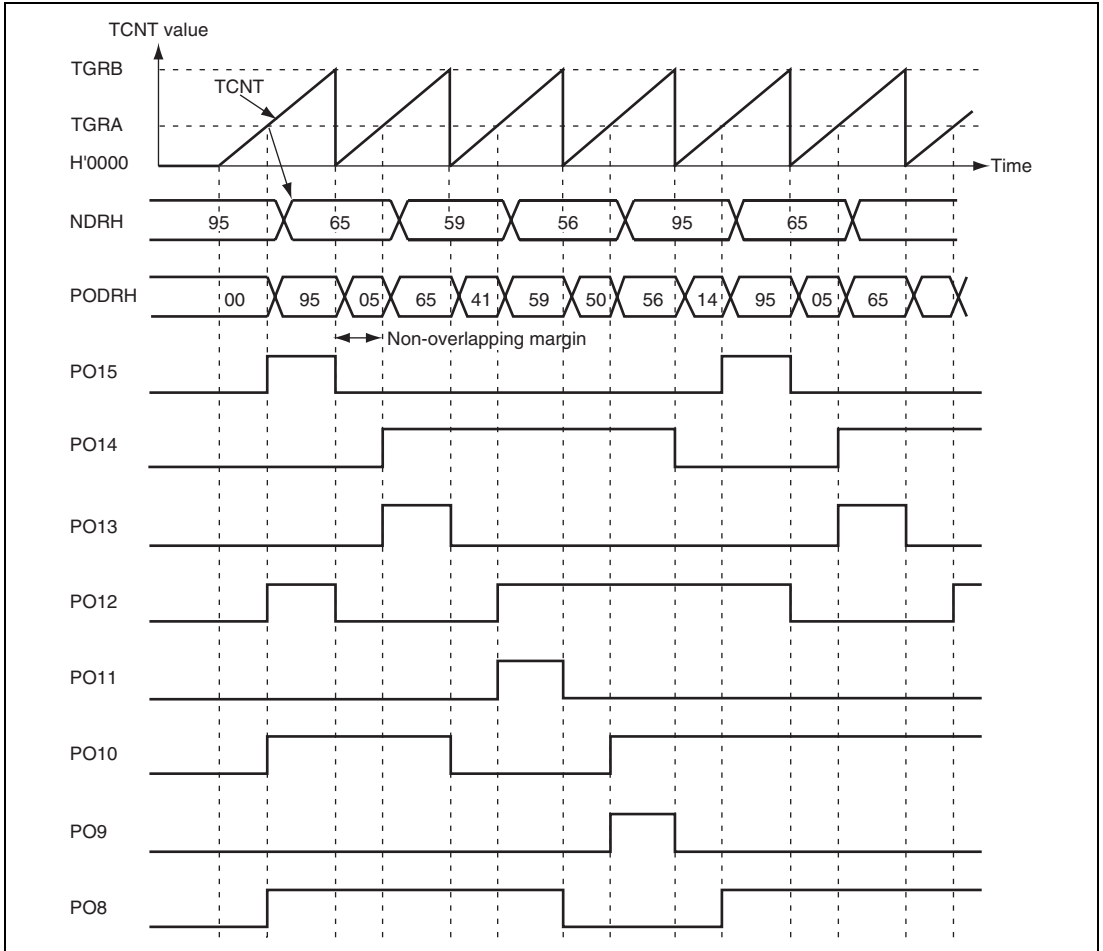 TCNT value
TGRB
TCNT
TGRA
H'0000
Time
NDRH 95 65 59 56 95 65
PODRH 00 95 05 65 41 59 50 56 14 95 05 65
Non-overlapping margin
PO15
PO14
PO13
PO12
PO11
PO10
PO9
PO8